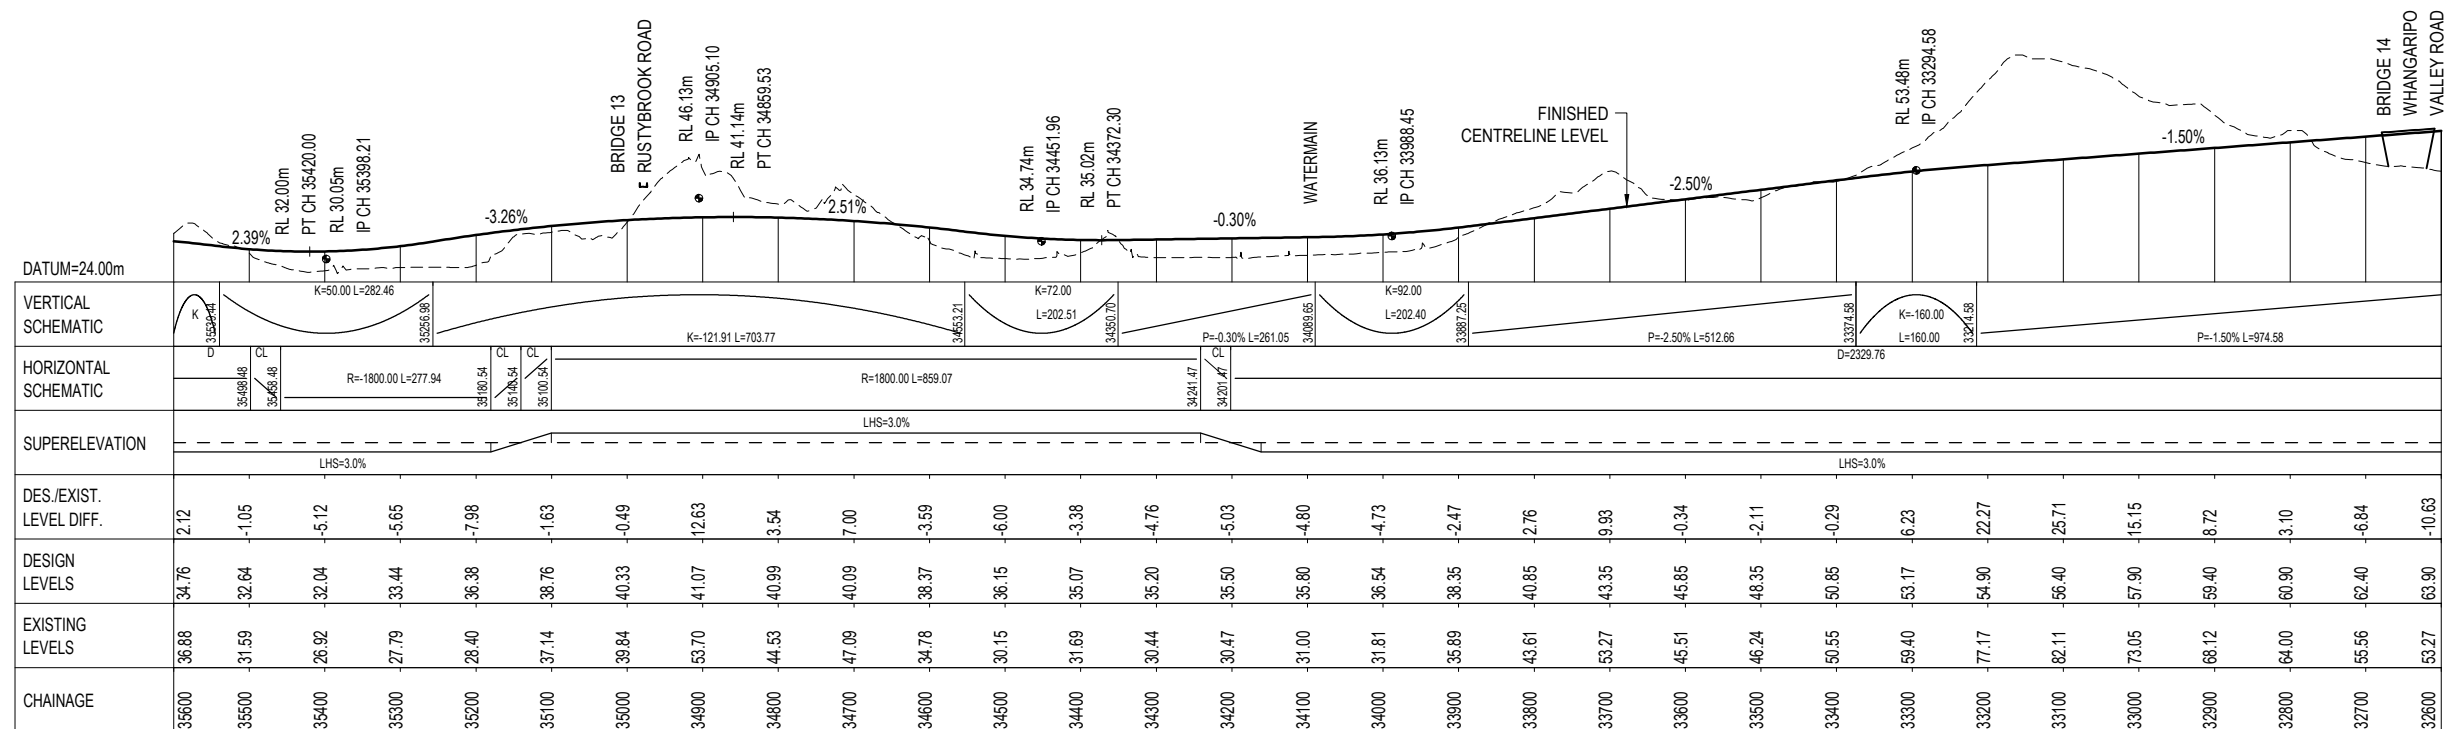 BRIDGE 13
RUSTYBROOK ROAD
RL 32.00m
PT CH 35420.00
RL 30.05m
IP CH 35398.21
RL 46.13m
IP CH 34905.10
RL 41.14m
PT CH 34859.53
RL 34.74m
IP CH 34451.96
RL 35.02m
PT CH 34372.30
WATERMAIN
RL 36.13m
IP CH 33988.45
FINISHED
CENTRELINE LEVEL
RL 53.48m
IP CH 33294.58
BRIDGE 14
WHANGARIPO
VALLEY ROAD
2.39%
-3.26%
2.51%
-0.30%
-2.50%
-1.50%
DATUM=24.00m
VERTICAL
SCHEMATIC
K
35539.44
K=50.00 L=282.46
35256.98
K=-121.91 L=703.77
34553.21
K=72.00
L=202.51
34350.70
P=-0.30% L=261.05
34089.65
K=92.00
L=202.40
33887.25
P=-2.50% L=512.66
33374.58
K=-160.00
L=160.00
33214.58
P=-1.50% L=974.58
HORIZONTAL
SCHEMATIC
D
35498.48
CL
35458.48
R=-1800.00 L=277.94
35180.54
CL
35140.54
CL
35100.54
R=1800.00 L=859.07
34241.47
CL
34201.47
D=2329.76
SUPERELEVATION
LHS=3.0%
LHS=3.0%
LHS=3.0%
DES./EXIST.
LEVEL DIFF.
2.12 -1.05 -5.12 -5.65 -7.98 -1.63 -0.49 12.63 3.54 7.00 -3.59 -6.00 -3.38 -4.76 -5.03 -4.80 -4.73 -2.47 2.76 9.93 -0.34 -2.11 -0.29 6.23 22.27 25.71 15.15 8.72 3.10 -6.84 -10.63
DESIGN
LEVELS
34.76 32.64 32.04 33.44 36.38 38.76 40.33 41.07 40.99 40.09 38.37 36.15 35.07 35.20 35.50 35.80 36.54 38.35 40.85 43.35 45.85 48.35 50.85 53.17 54.90 56.40 57.90 59.40 60.90 62.40 63.90
EXISTING
LEVELS
36.88 31.59 26.92 27.79 28.40 37.14 39.84 53.70 44.53 47.09 34.78 30.15 31.69 30.44 30.47 31.00 31.81 35.89 43.61 53.27 45.51 46.24 50.55 59.40 77.17 82.11 73.05 68.12 64.00 55.56 53.27
CHAINAGE
35600 35500 35400 35300 35200 35100 35000 34900 34800 34700 34600 34500 34400 34300 34200 34100 34000 33900 33800 33700 33600 33500 33400 33300 33200 33100 33000 32900 32800 32700 32600